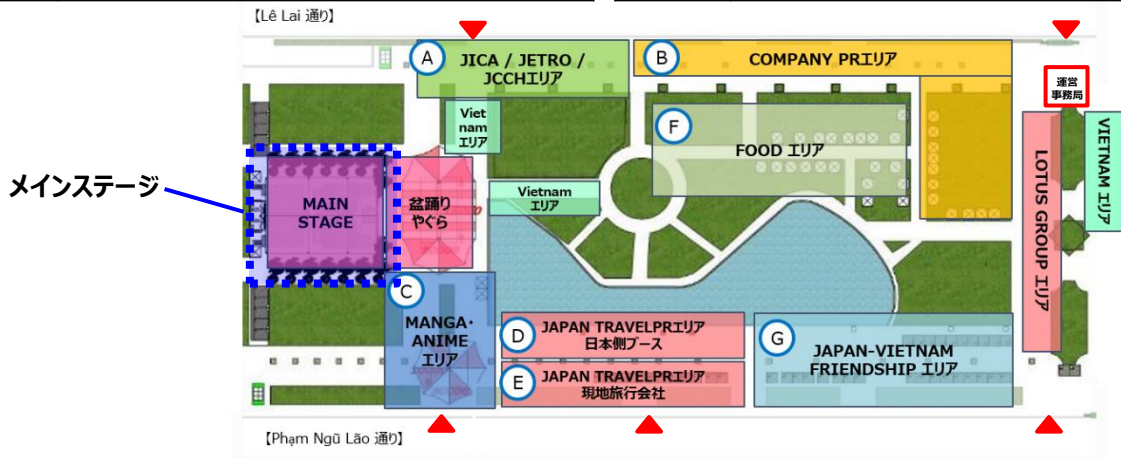 【Lê Lai 通り】
A
JICA / JETRO /
JCCHエリア
B
COMPANY PRエリア
運営
事務局
Viet
nam
エリア
F
FOOD エリア
VIETNAM エリア
LOTUS GROUP エリア
メインステージ
MAIN
STAGE
盆踊り
やぐら
Vietnam
エリア
C
MANGA・
ANIME
エリア
D
JAPAN TRAVELPRエリア
日本側ブース
E
JAPAN TRAVELPRエリア
現地旅行会社
G
JAPAN-VIETNAM
FRIENDSHIP エリア
【Phạm Ngũ Lão 通り】